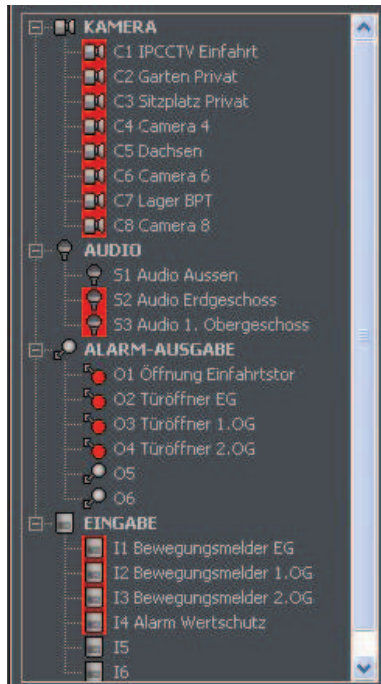 KAMERA
C1 IPCCTV Einfahrt
C2 Garten Privat
C3 Sitzplatz Privat
C4 Camera 4
C5 Dachsen
C6 Camera 6
C7 Lager BPT
C8 Camera 8
AUDIO
S1 Audio Aussen
S2 Audio Erdgeschoss
S3 Audio 1. Obergeschoss
ALARM-AUSGABE
O1 Öffnung Einfahrtstor
O2 Türöffner EG
O3 Türöffner 1.OG
O4 Türöffner 2.OG
O5
O6
EINGABE
I1 Bewegungsmelder EG
I2 Bewegungsmelder 1.OG
I3 Bewegungsmelder 2.OG
I4 Alarm Wertschutz
I5
I6